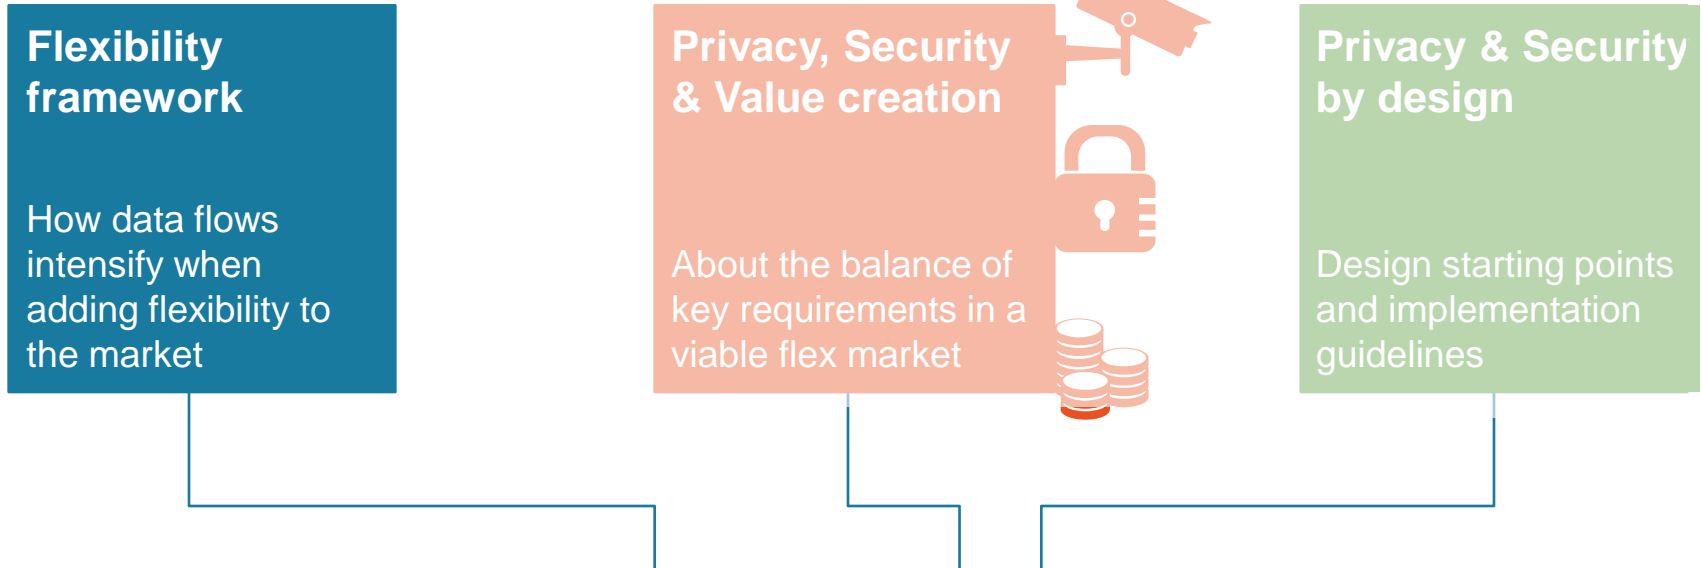 Flexibility
framework
How data flows
intensify when
adding flexibility to
the market
Privacy, Security
& Value creation
About the balance of
key requirements in a
viable flex market
Privacy & Security
by design
Design starting points
and implementation
guidelines